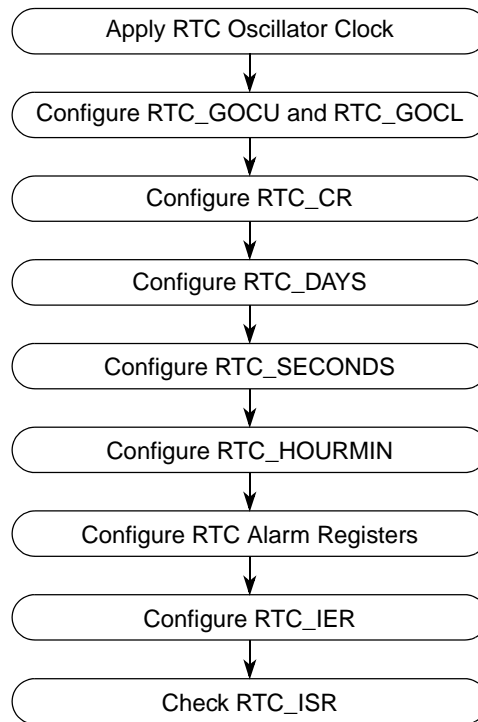 Apply RTC Oscillator Clock
Configure RTC_GOCU and RTC_GOCL
Configure RTC_CR
Configure RTC_DAYS
Configure RTC_SECONDS
Configure RTC_HOURMIN
Configure RTC Alarm Registers
Configure RTC_IER
Check RTC_ISR